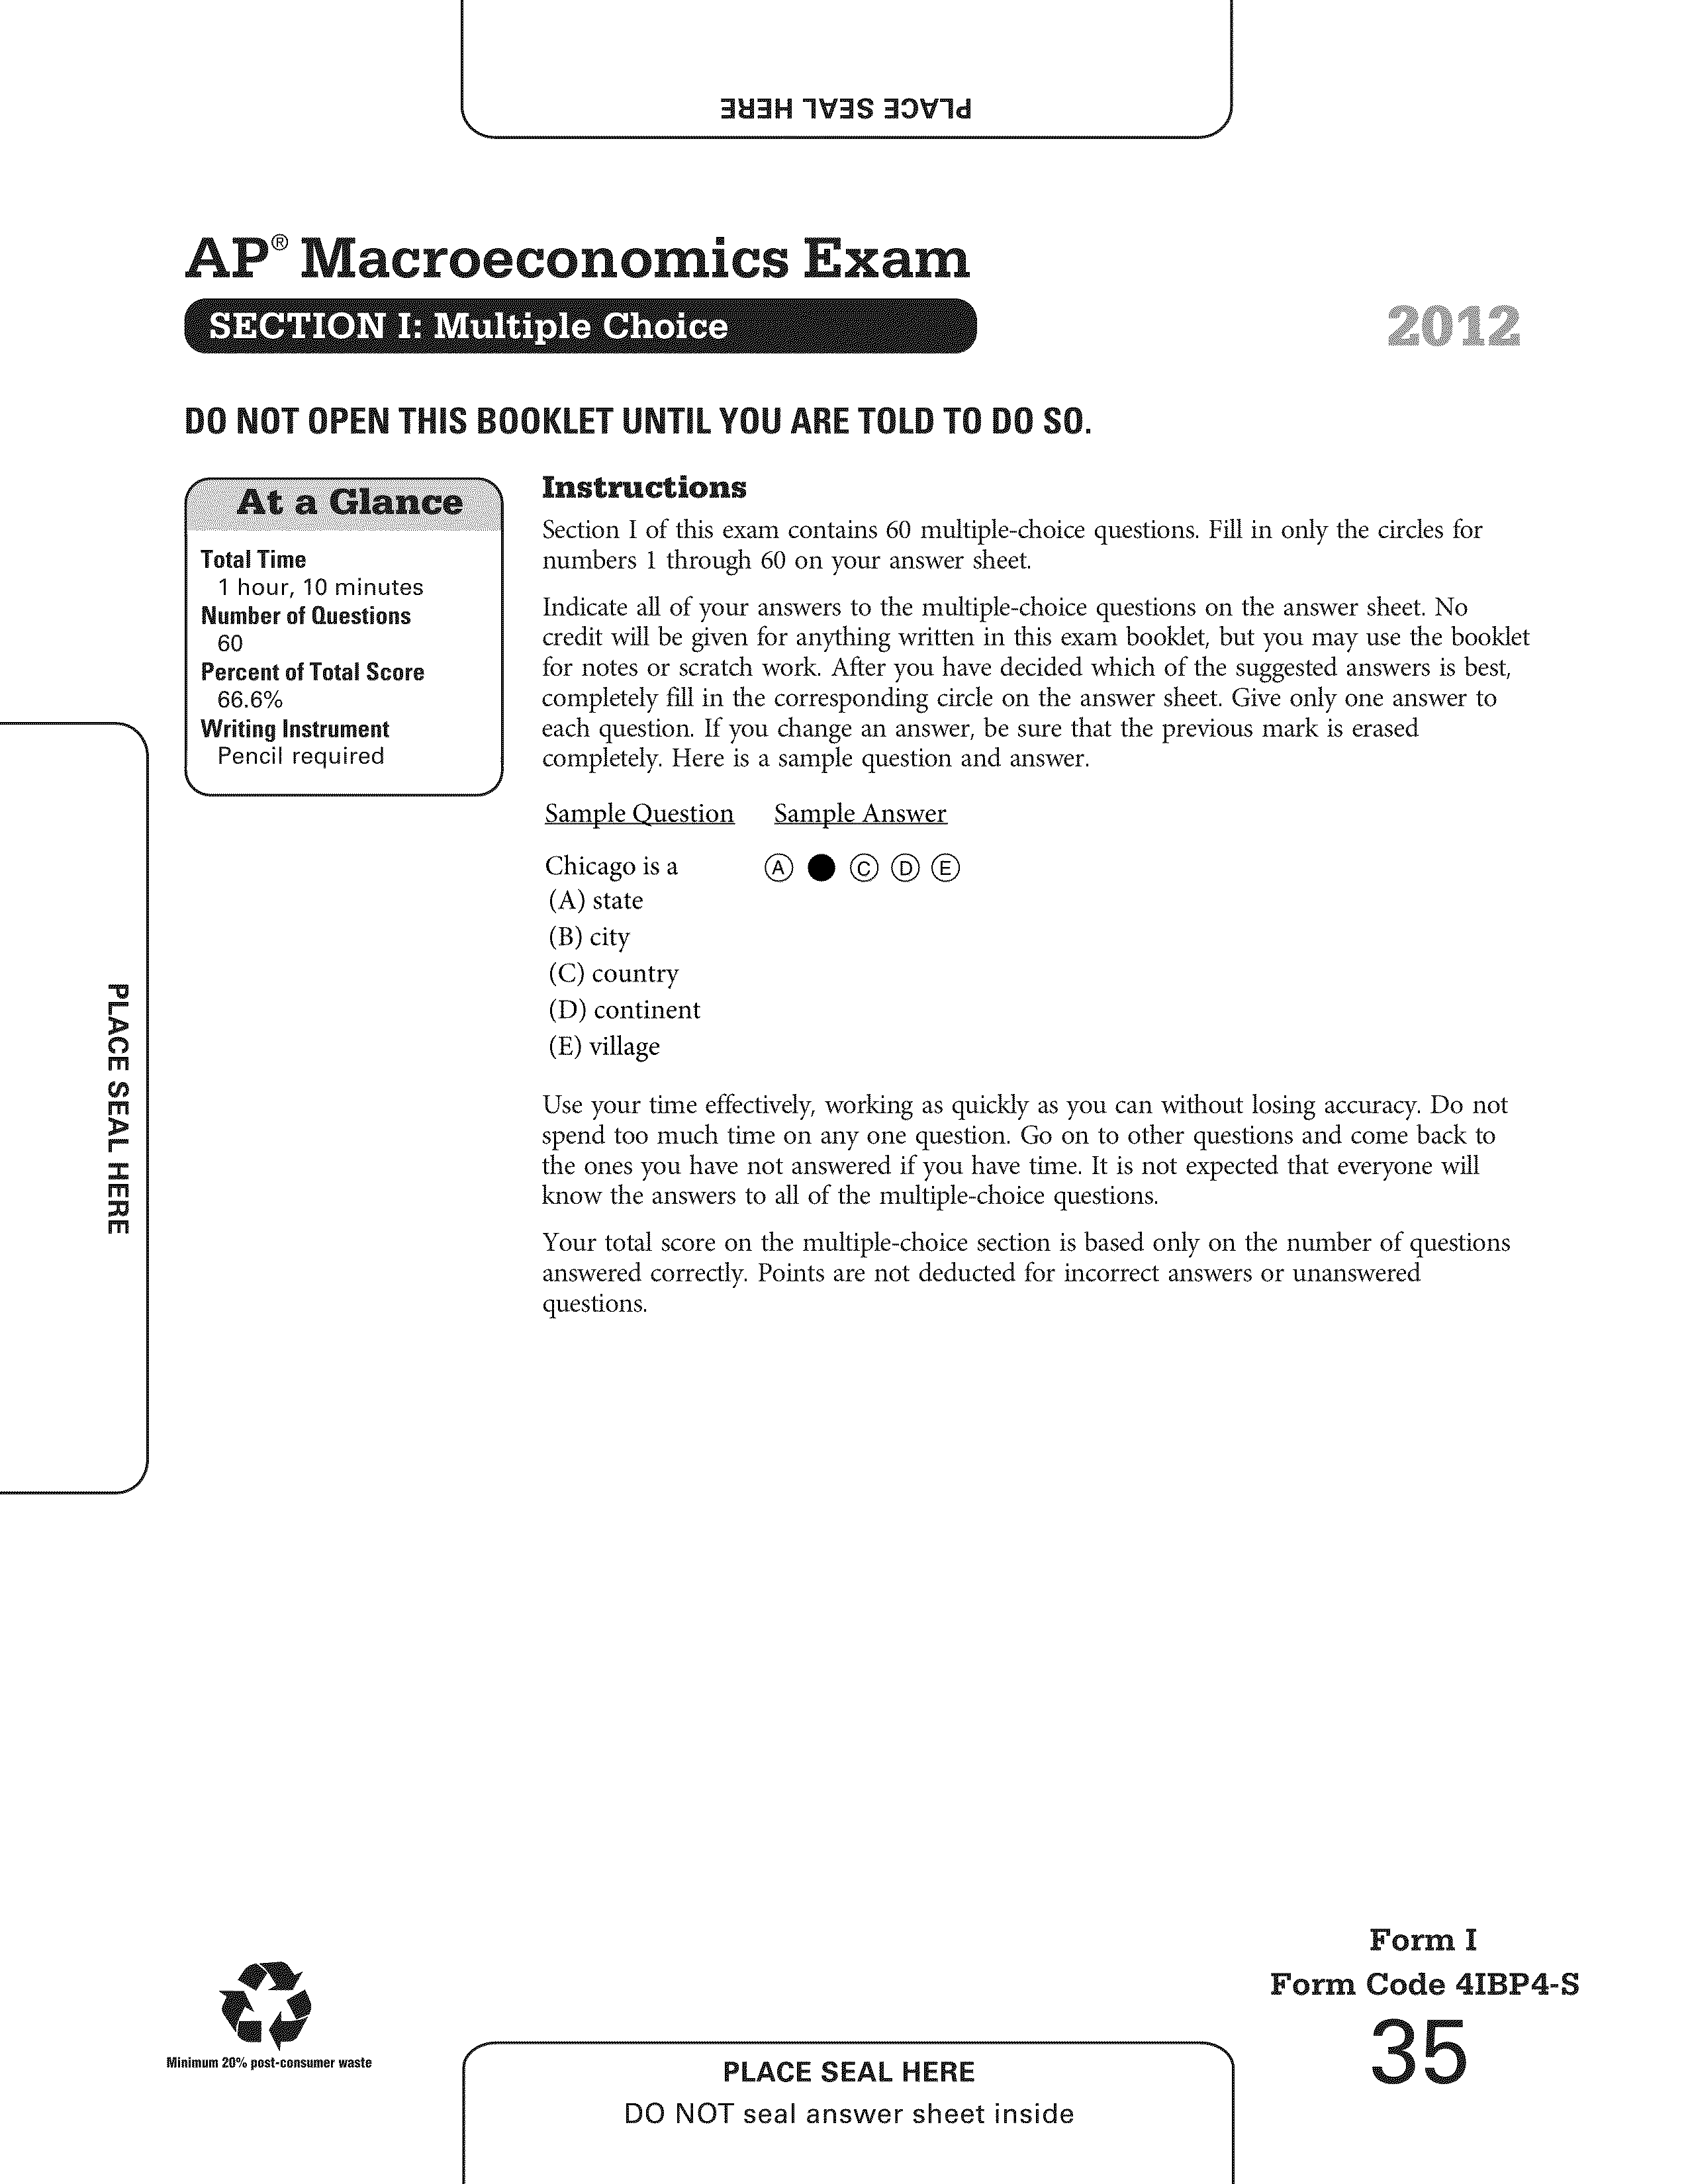 PLACE SEAL HERE
AP® Macroeconomics Exam
SECTION I: Multiple Choice
2012
DO NOT OPEN THIS BOOKLET UNTIL YOU ARE TOLD TO DO SO.
At a Glance
Total Time
1 hour, 10 minutes
Number of Questions
60
Percent of Total Score
66.6%
Writing Instrument
Pencil required
Instructions
Section I of this exam contains 60 multiple-choice questions. Fill in only the circles for
numbers 1 through 60 on your answer sheet.
Indicate all of your answers to the multiple-choice questions on the answer sheet. No
credit will be given for anything written in this exam booklet, but you may use the booklet
for notes or scratch work. After you have decided which of the suggested answers is best,
completely fill in the corresponding circle on the answer sheet. Give only one answer to
each question. If you change an answer, be sure that the previous mark is erased
completely. Here is a sample question and answer.
Sample Question Sample Answer
Chicago is a A C D E
(A) state
(B) city
(C) country
(D) continent
(E) village
Use your time effectively, working as quickly as you can without losing accuracy. Do not
spend too much time on any one question. Go on to other questions and come back to
the ones you have not answered if you have time. It is not expected that everyone will
know the answers to all of the multiple-choice questions.
Your total score on the multiple-choice section is based only on the number of questions
answered correctly. Points are not deducted for incorrect answers or unanswered
questions.
PLACE SEAL HERE
Form I
Form Code 4IBP4-S
35
Minimum 20% post-consumer waste
PLACE SEAL HERE
DO NOT seal answer sheet inside